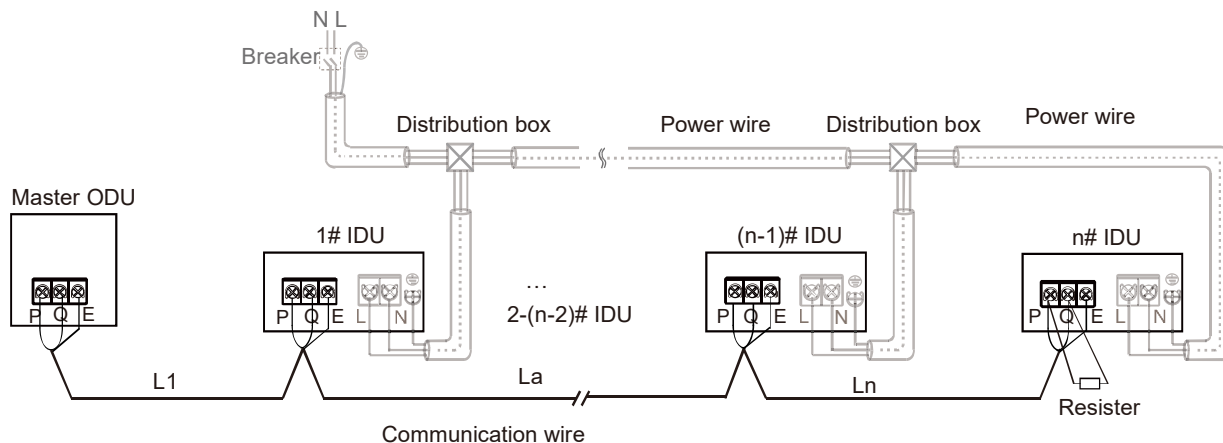 N L
Breaker
Distribution box
Power wire
Distribution box
Power wire
Master ODU
1# IDU
(n-1)# IDU
n# IDU
...
2-(n-2)# IDU
P Q E
P Q E L N
P Q E L N
P Q E L N
L1
La
Ln
Resister
Communication wire